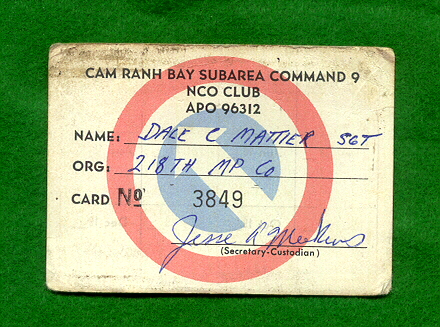 CAM RANH BAY SUBAREA COMMAND 9
NCO CLUB
APO 96312
NAME: DALE C MATTIER SGT
ORG: 218TH MP Co
CARD Nº 3849
Jesse A
(Secretary-Custodian)